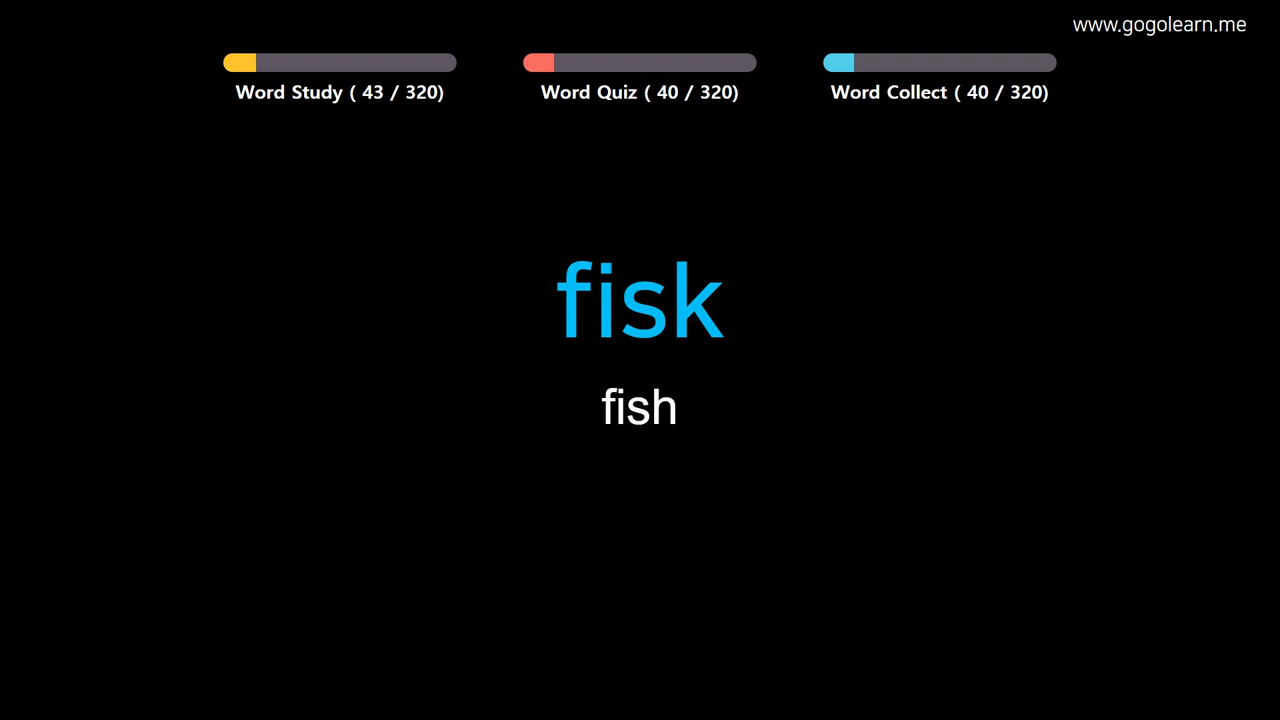 www.gogolearn.me
Word Study ( 43 / 320)
Word Quiz ( 40 / 320)
Word Collect ( 40 / 320)
fisk
fish